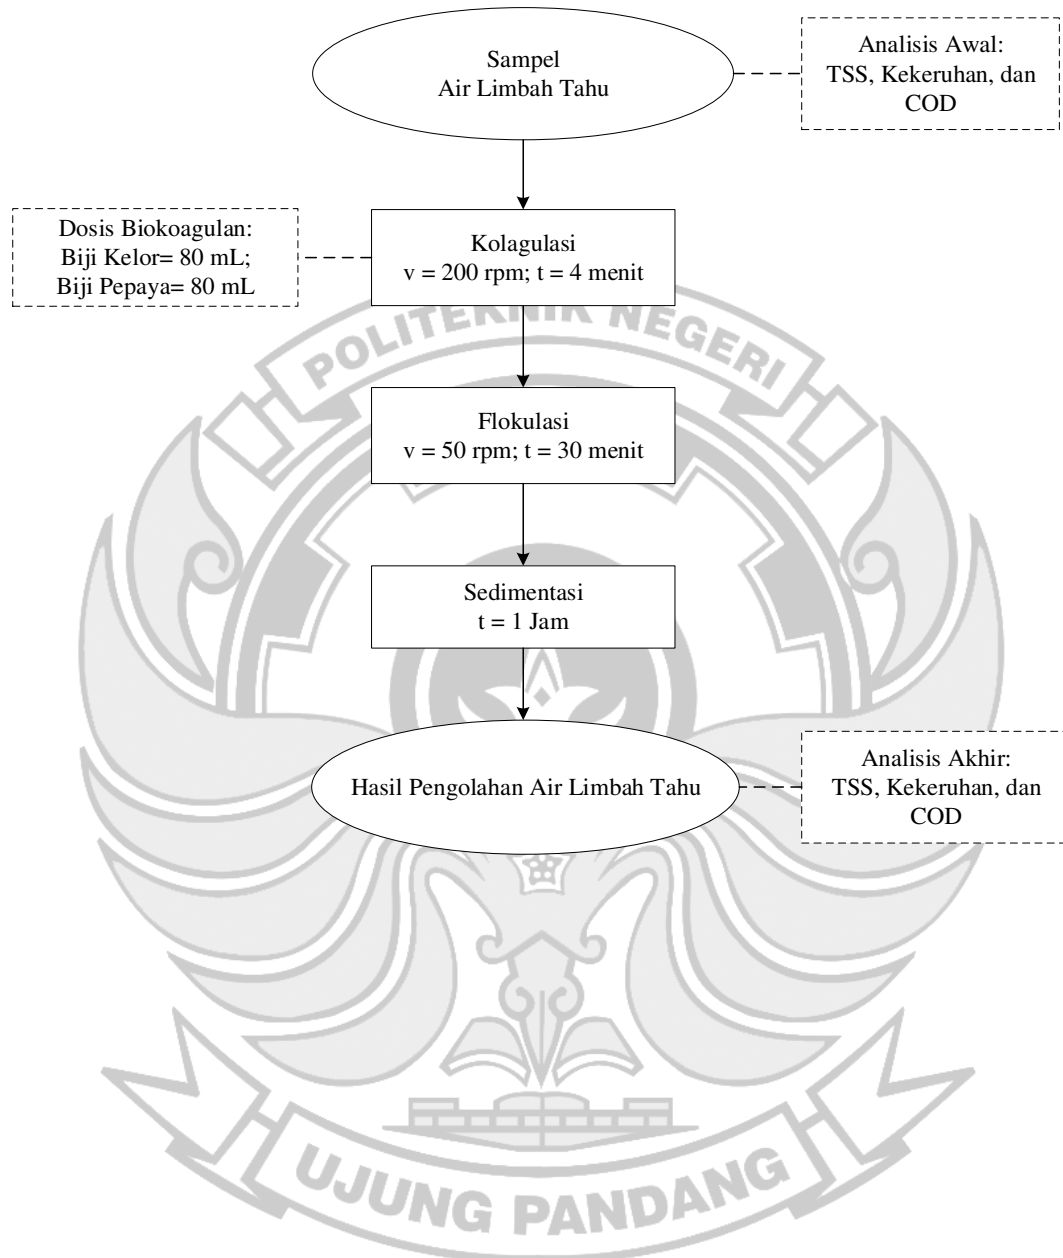 Sampel
Air Limbah Tahu
Analisis Awal:
TSS, Kekeruhan, dan
COD
Dosis Biokoagulan:
Biji Kelor= 80 mL;
Biji Pepaya= 80 mL
Kolagulasi
v = 200 rpm; t = 4 menit
POLITEKNIK NEGERI
Flokulasi
v = 50 rpm; t = 30 menit
Sedimentasi
t = 1 Jam
Hasil Pengolahan Air Limbah Tahu
Analisis Akhir:
TSS, Kekeruhan, dan
COD
UJUNG PANDANG